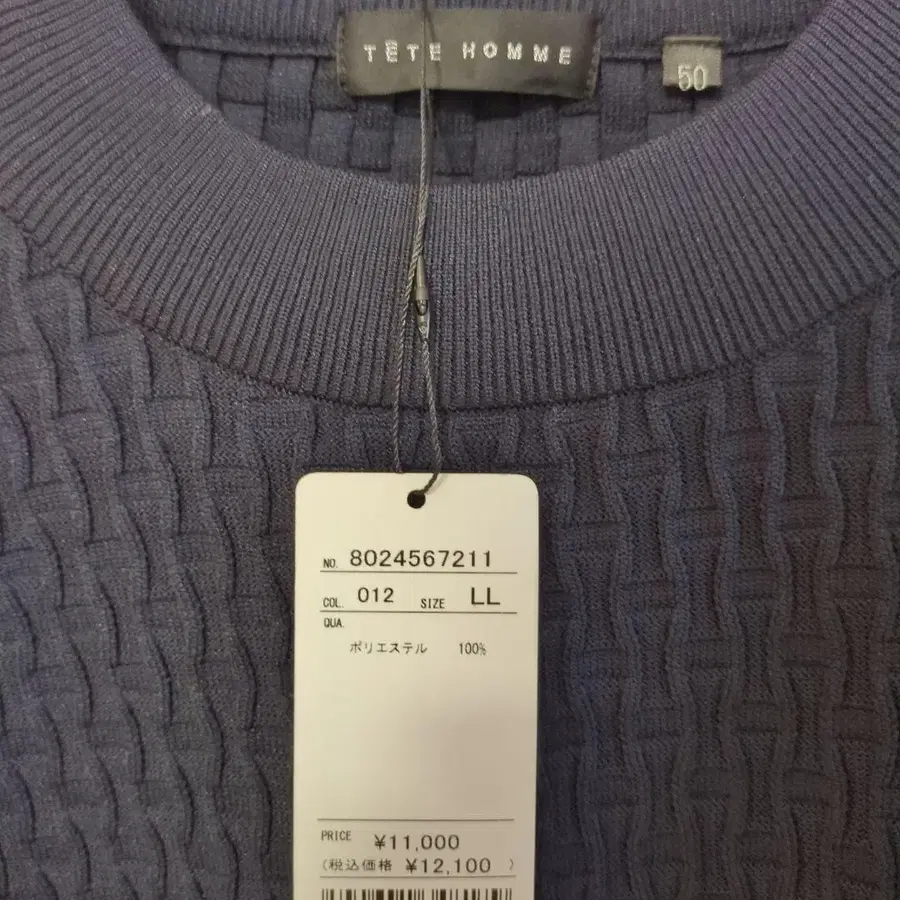 TÊTE HOMME
50
NO. 8024567211
COL. 012 SIZE LL
QUA.
ポリエステル 100%
PRICE ¥11,000
(税込価格 ¥12,100 )